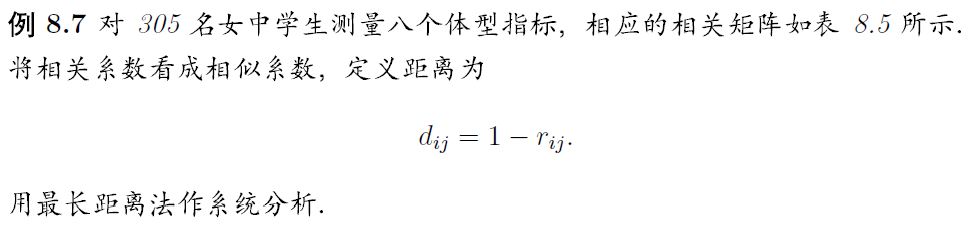 例 8.7 对 305 名女中学生测量八个体型指标, 相应的相关矩阵如表 8.5 所示.
将相关系数看成相似系数, 定义距离为
d_{ij} = 1 − r_{ij}.
用最长距离法作系统分析.